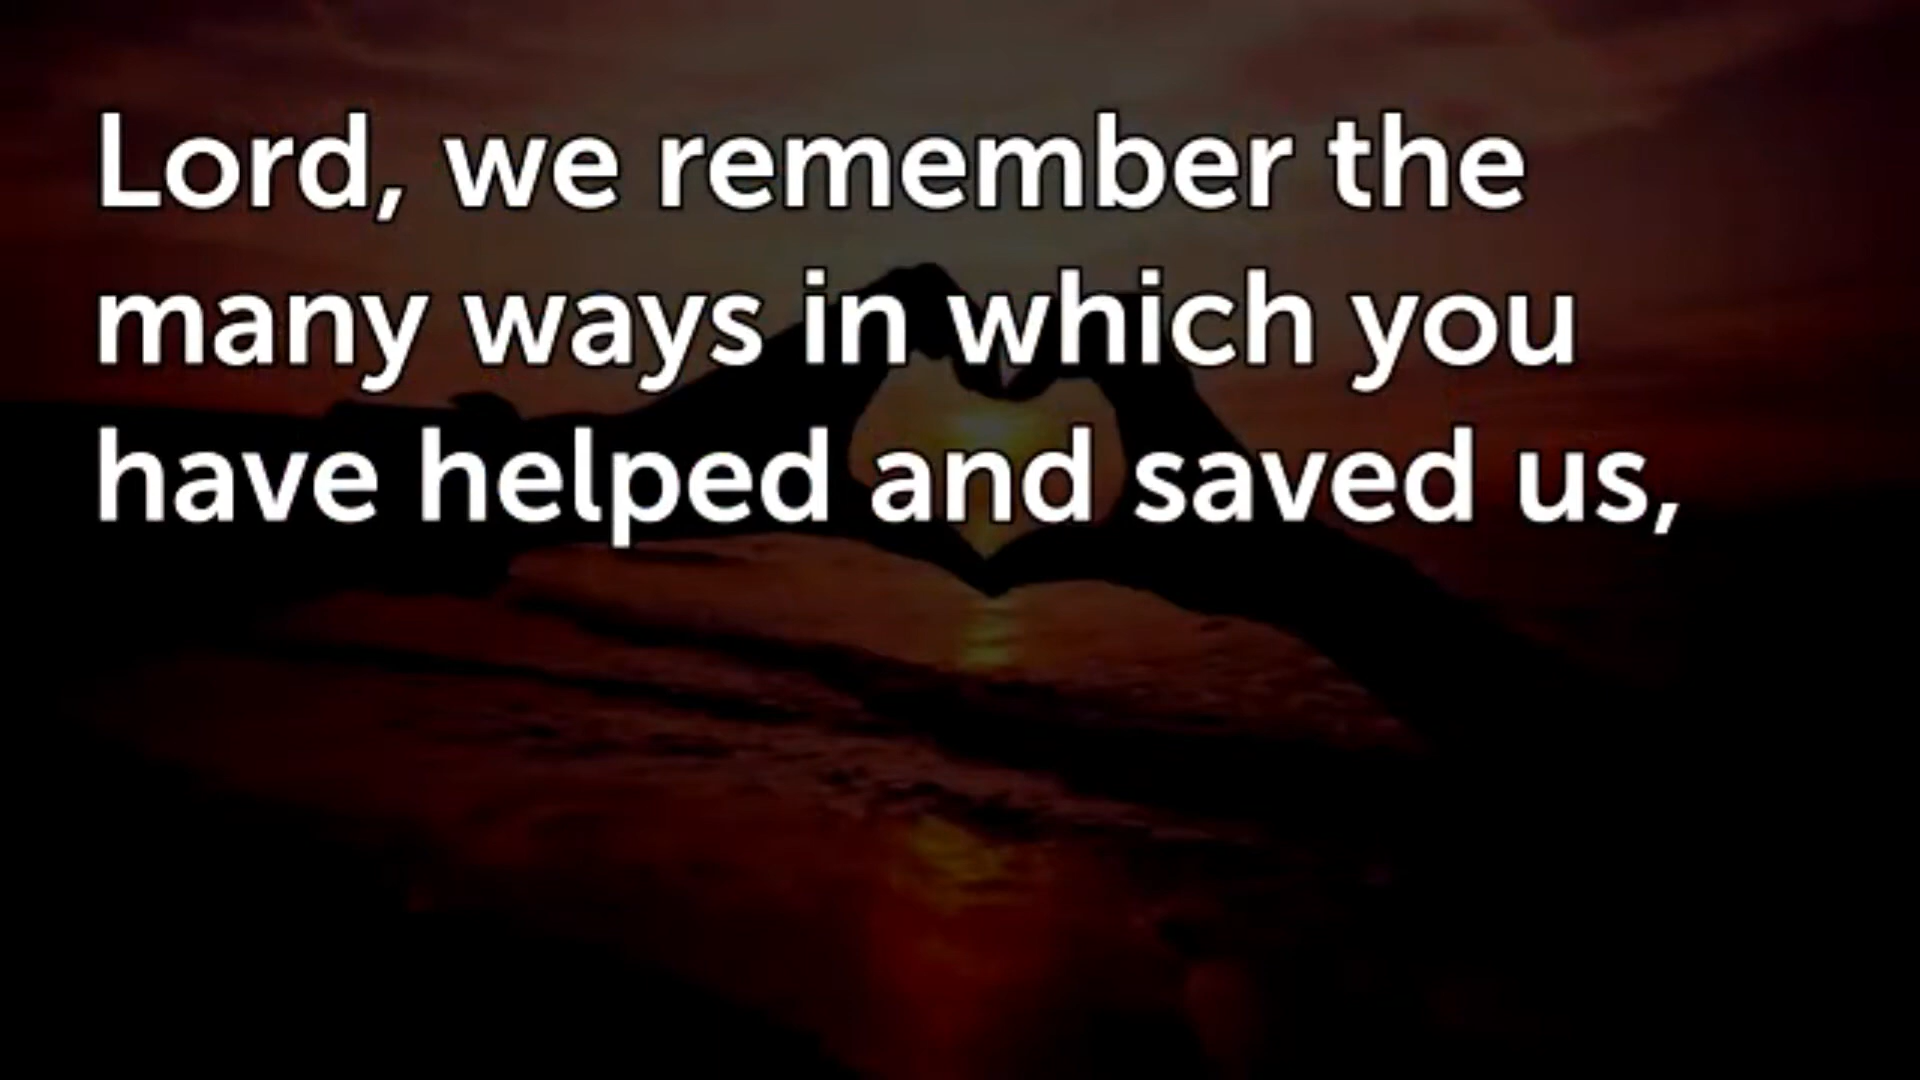 Lord, we remember the
many ways in which you
have helped and saved us,